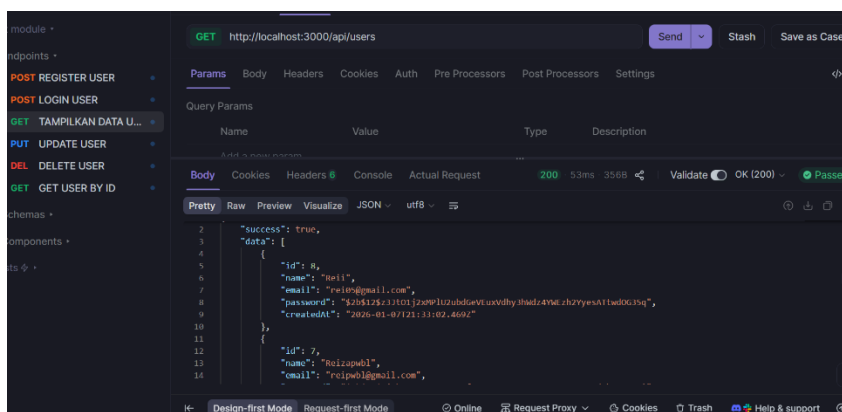 module
GET http://localhost:3000/api/users Send Stash Save as Case
ndpoints
POST REGISTER USER
POST LOGIN USER
GET TAMPILKAN DATA U...
PUT UPDATE USER
DEL DELETE USER
GET GET USER BY ID
chemas
Components
Params Body Headers Cookies Auth Pre Processors Post Processors Settings </>
Query Params
Name Value Type Description
Add a new param
Body Cookies Headers 6 Console Actual Request 200 53ms 3568 Validate OK (200) Passe
Pretty Raw Preview Visualize JSON utf8
2 "success": true,
3 "data": [
4 {
5 "id": 8,
6 "name": "Reii",
7 "email": "rei05@gmail.com",
8 "password":
9 "createdAt": "2026-01-07T21:33:02.469Z"
10 },
11 {
12 "id": 7,
13 "name": "Reizapwbl",
14 "email": "reipwbl@gmail.com",
Design-first Mode Request-first Mode Online Request Proxy Cookies Trash Help & support